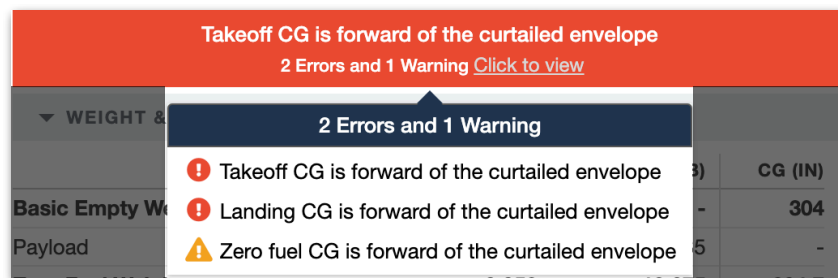 Takeoff CG is forward of the curtailed envelope
2 Errors and 1 Warning Click to view
WEIGHT &
2 Errors and 1 Warning
Takeoff CG is forward of the curtailed envelope
CG (IN)
Landing CG is forward of the curtailed envelope
Basic Empty - 304
Zero fuel CG is forward of the curtailed envelope
Payload -